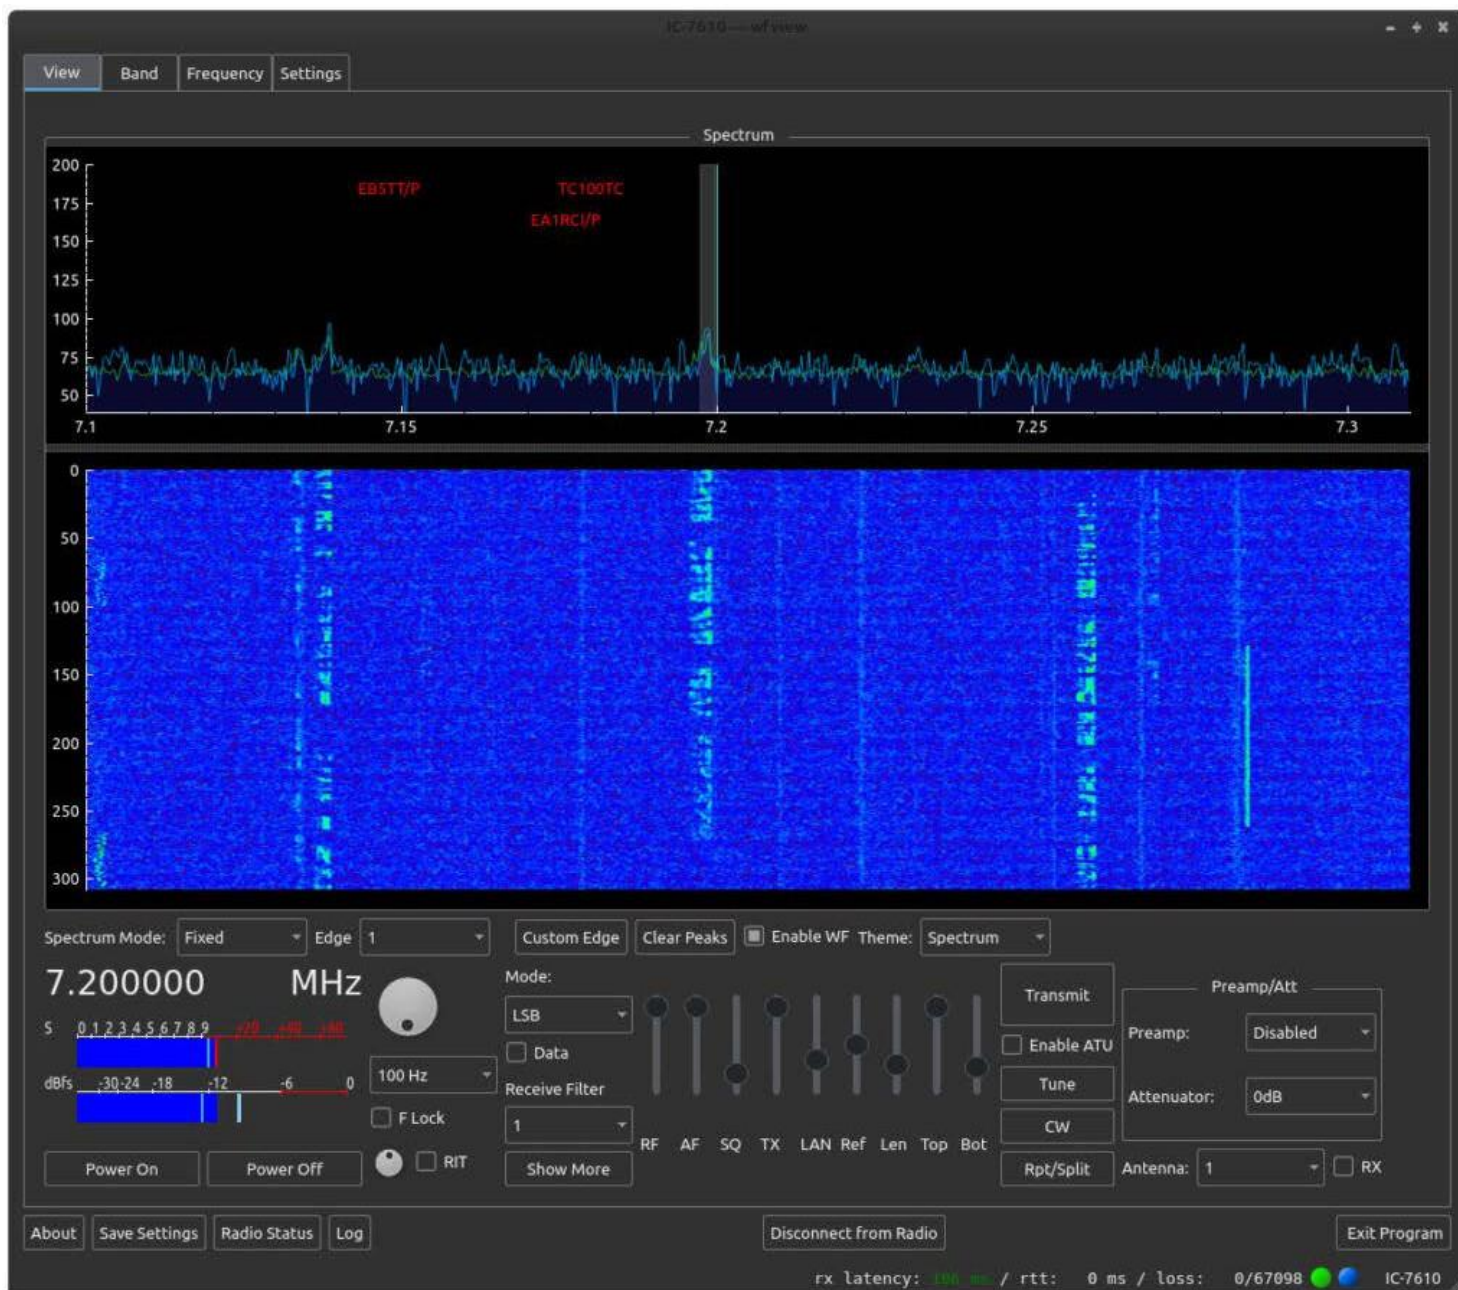 IC-7610 -- wfview
View Band Frequency Settings
Spectrum
200
EB5TT/P TC100TC
175
EA1RCI/P
150
125
100
75
50
7.1 7.15 7.2 7.25 7.3
0
50
100
150
200
250
300
Spectrum Mode: Fixed Edge 1 Custom Edge Clear Peaks Enable WF Theme: Spectrum
7.200000 MHz
S 0 1 2 3 4 5 6 7 8 9 +20 +40 +60
dBfs -30 -24 -18 -12 -6 0
100 Hz
F Lock
RIT
Power On Power Off
Mode:
LSB
Data
Receive Filter
1
Show More
RF AF SQ TX LAN Ref Len Top Bot
Transmit
Enable ATU
Tune
CW
Rpt/Split
Preamp/Att
Preamp: Disabled
Attenuator: 0dB
Antenna: 1 RX
About Save Settings Radio Status Log Disconnect from Radio Exit Program
rx latency: ms / rtt: 0 ms / loss: 0/67098 IC-7610